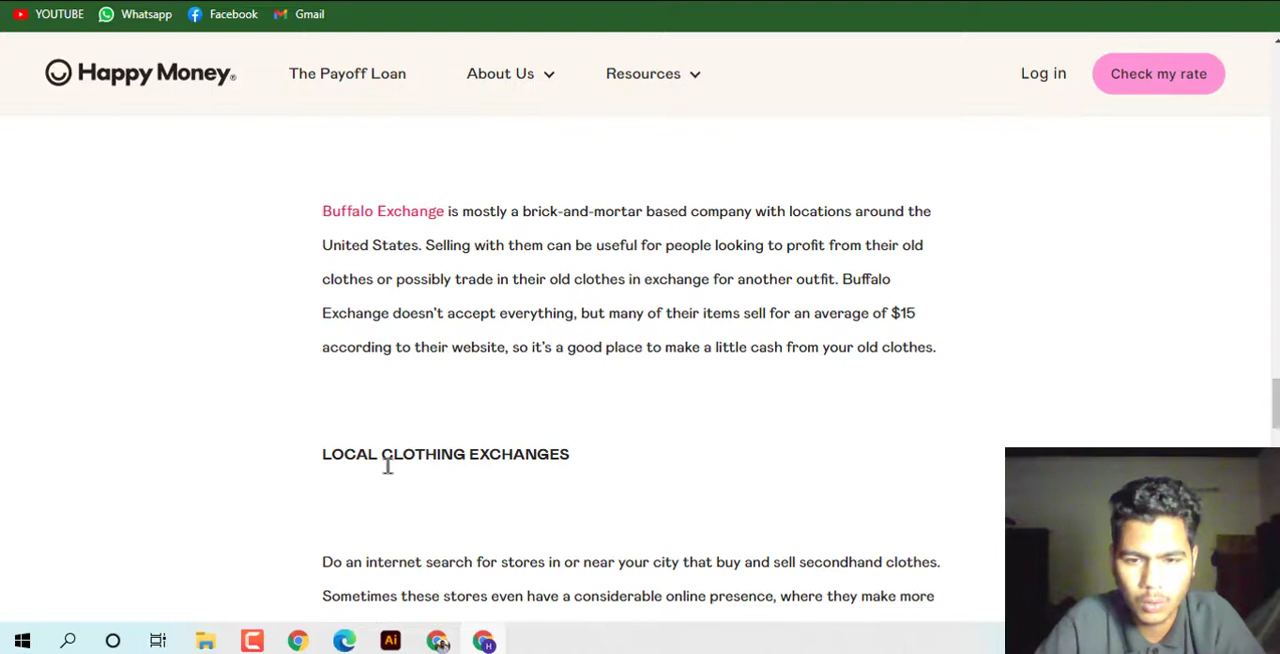 YOUTUBE Whatsapp Facebook Gmail
Happy Money® The Payoff Loan About Us Resources Log in Check my rate
Buffalo Exchange is mostly a brick-and-mortar based company with locations around the
United States. Selling with them can be useful for people looking to profit from their old
clothes or possibly trade in their old clothes in exchange for another outfit. Buffalo
Exchange doesn’t accept everything, but many of their items sell for an average of $15
according to their website, so it’s a good place to make a little cash from your old clothes.
LOCAL CLOTHING EXCHANGES
Do an internet search for stores in or near your city that buy and sell secondhand clothes.
Sometimes these stores even have a considerable online presence, where they make more
Ai H